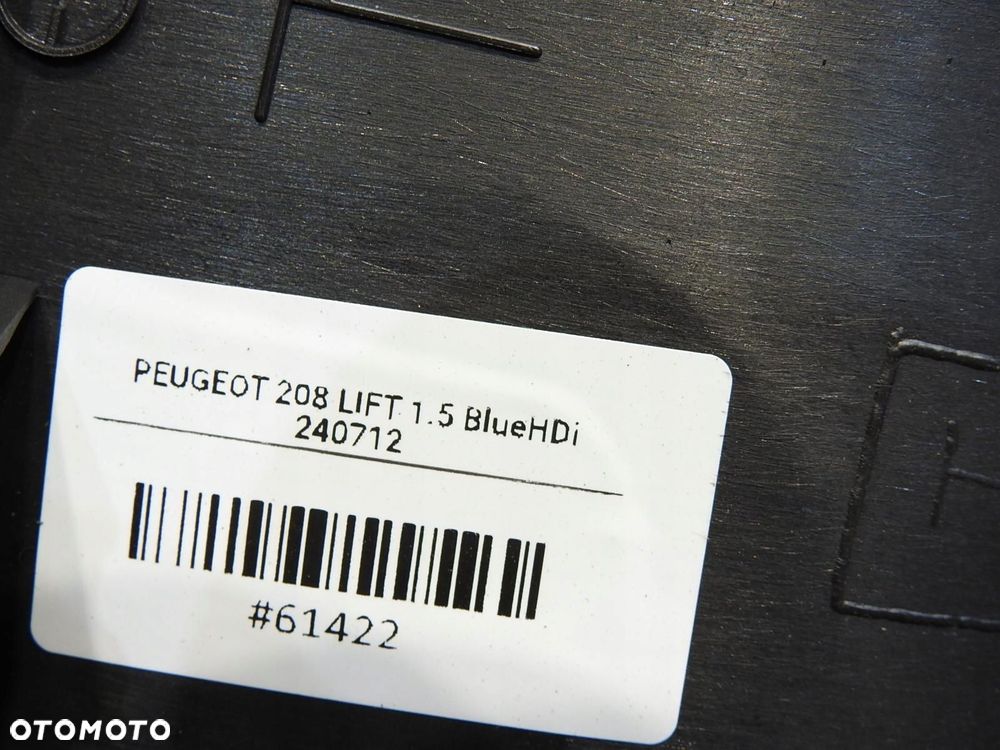 PEUGEOT 208 LIFT 1.5 BlueHDi
240712
#61422
OTOMOTO